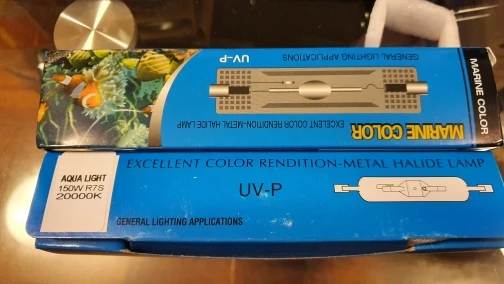 GENERAL LIGHTING APPLICATIONS
UV-P
EXCELLENT COLOR RENDITION-METAL HALIDE LAMP
MARINE COLOR
MARINE COLOR
EXCELLENT COLOR RENDITION-METAL HALIDE LAMP
AQUA LIGHT
150W R7S
20000K
UV-P
GENERAL LIGHTING APPLICATIONS